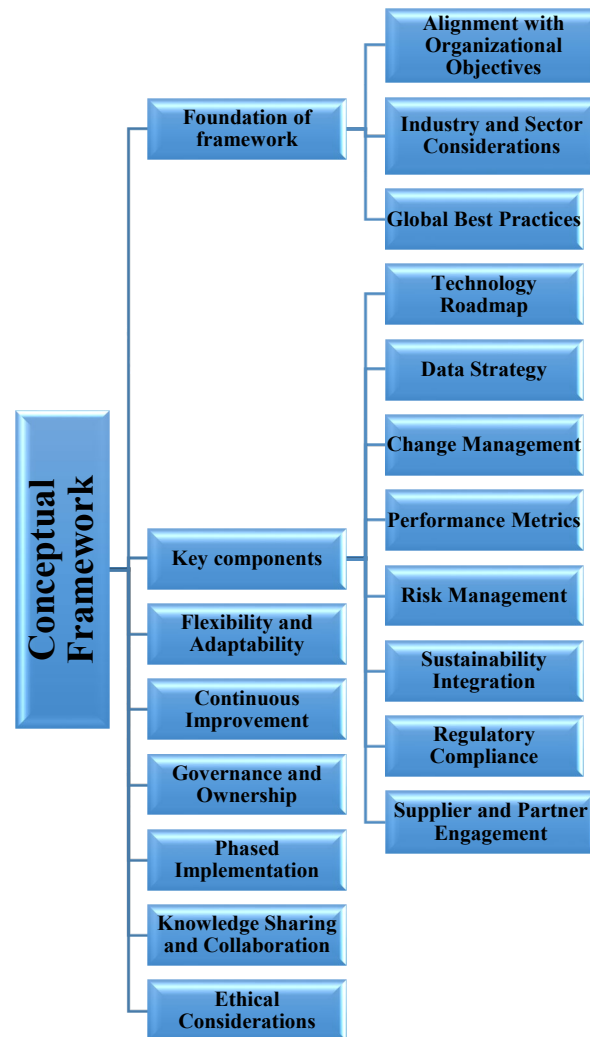 Conceptual
Framework
Foundation of
framework
Alignment with
Organizational
Objectives
Industry and Sector
Considerations
Global Best Practices
Key components
Technology
Roadmap
Data Strategy
Change Management
Performance Metrics
Risk Management
Sustainability
Integration
Regulatory
Compliance
Supplier and Partner
Engagement
Flexibility and
Adaptability
Continuous
Improvement
Governance and
Ownership
Phased
Implementation
Knowledge Sharing
and Collaboration
Ethical
Considerations